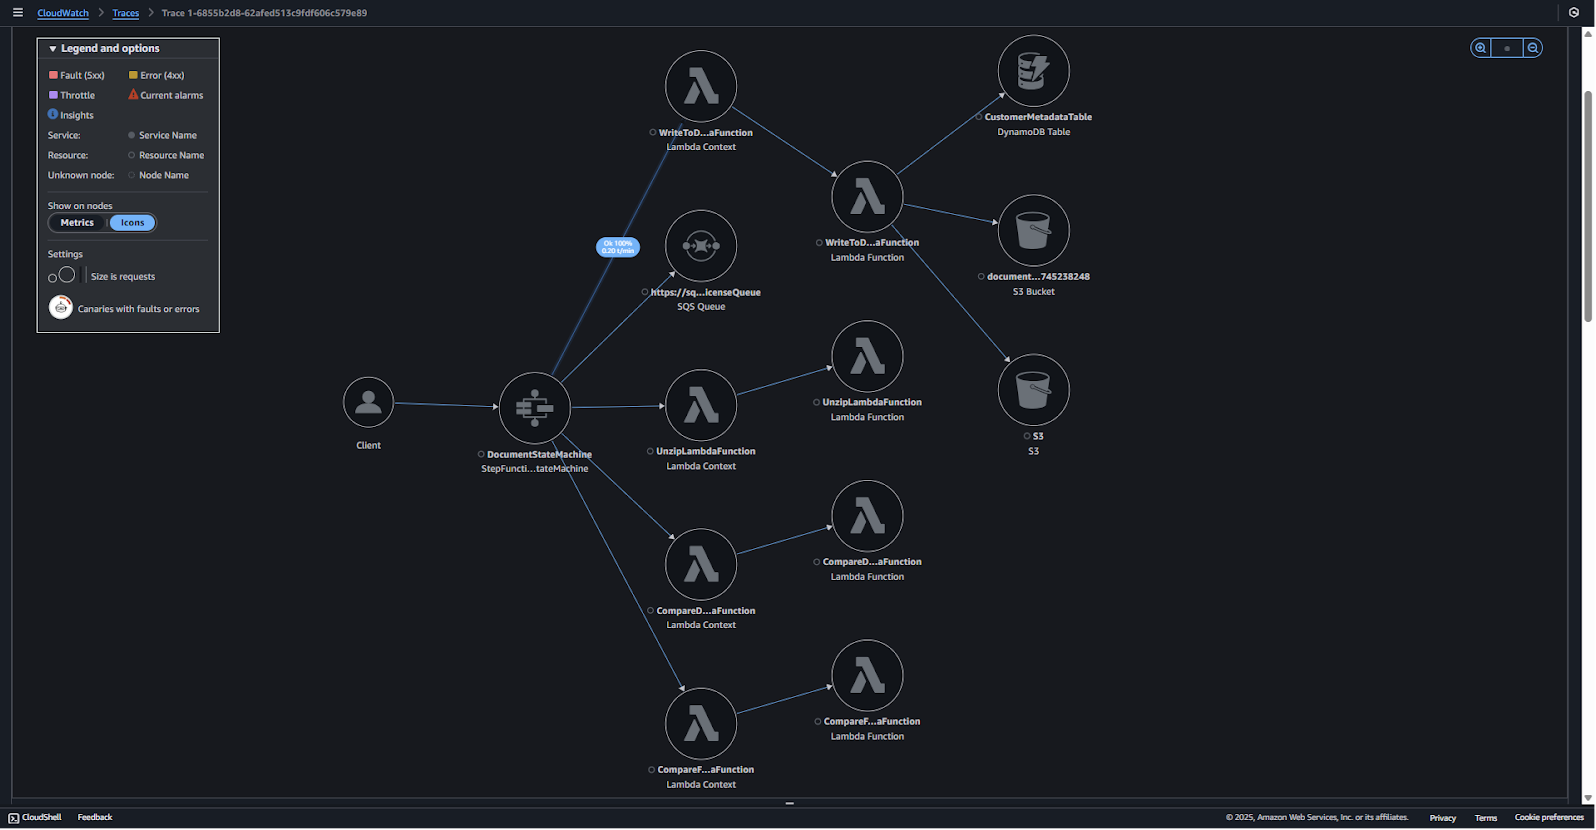 CloudWatch > Traces > Trace 1-6855b2d8-62afed513c9fdf606c579e89
Legend and options
Fault (5xx) Error (4xx)
Throttle Current alarms
Insights
Service: Service Name
Resource: Resource Name
Unknown node: Node Name
Show on nodes
Metrics Icons
Settings
Size is requests
Canaries with faults or errors
Client
DocumentStateMachine
StepFuncti...tateMachine
Ok 100%
0.20 t/min
WriteToD...aFunction
Lambda Context
https://sq...icenseQueue
SQS Queue
UnzipLambdaFunction
Lambda Context
CompareD...aFunction
Lambda Context
CompareF...aFunction
Lambda Context
WriteToD...aFunction
Lambda Function
UnzipLambdaFunction
Lambda Function
CompareD...aFunction
Lambda Function
CompareF...aFunction
Lambda Function
CustomerMetadataTable
DynamoDB Table
document...745238248
S3 Bucket
S3
S3
CloudShell Feedback © 2025, Amazon Web Services, Inc. or its affiliates. Privacy Terms Cookie preferences